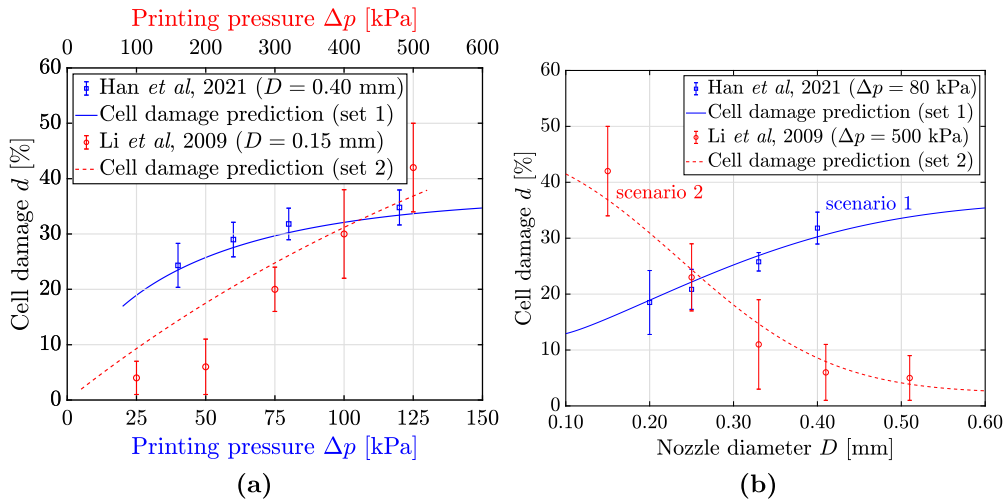 Printing pressure Δp [kPa]
0 100 200 300 400 500 600
60
50
40
30
20
10
0
Cell damage d [%]
Han et al, 2021 (D = 0.40 mm)
Cell damage prediction (set 1)
Li et al, 2009 (D = 0.15 mm)
Cell damage prediction (set 2)
25 50 75 100 125 150
Printing pressure Δp [kPa]
(a)
60
50
40
30
20
10
0
Cell damage d [%]
Han et al, 2021 (Δp = 80 kPa)
Cell damage prediction (set 1)
Li et al, 2009 (Δp = 500 kPa)
Cell damage prediction (set 2)
scenario 2
scenario 1
0.10 0.20 0.30 0.40 0.50 0.60
Nozzle diameter D [mm]
(b)